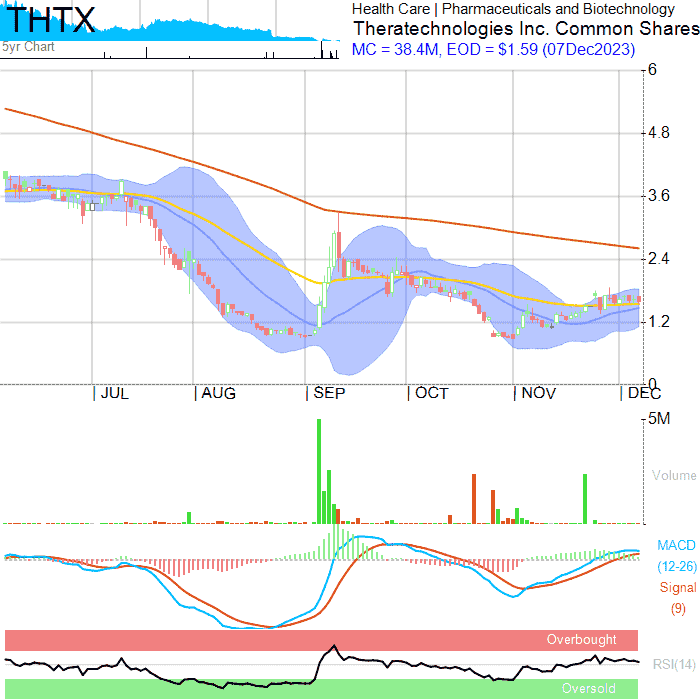 THTX
5yr Chart
Health Care | Pharmaceuticals and Biotechnology
Theratechnologies Inc. Common Shares
MC = 38.4M, EOD = $1.59 (07Dec2023)
6
4.8
3.6
2.4
1.2
0
JUL AUG SEP OCT NOV DEC
5M
Volume
MACD
(12-26)
Signal
(9)
Overbought
RSI(14)
Oversold